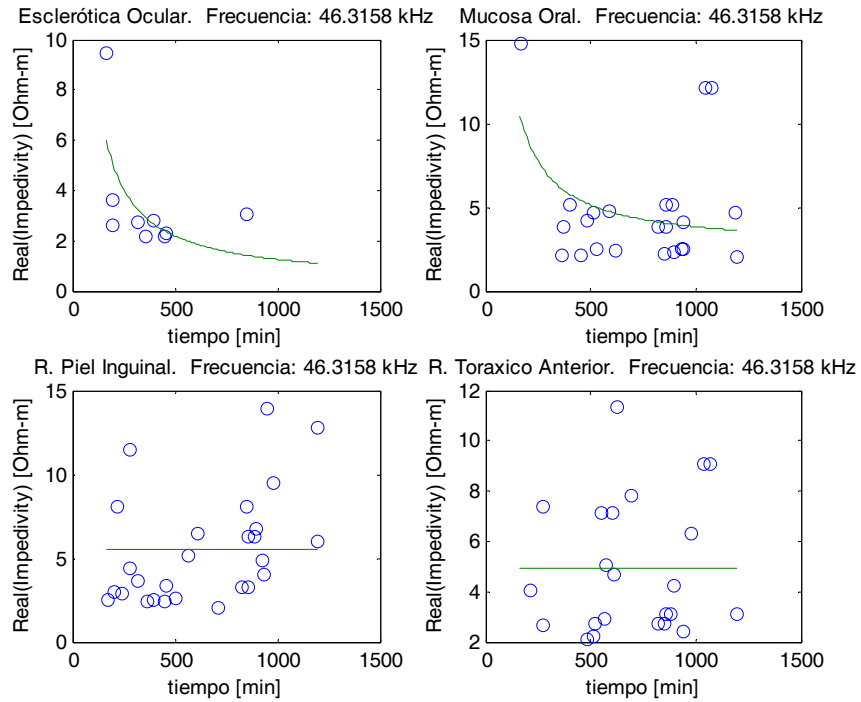 Esclerótica Ocular. Frecuencia: 46.3158 kHz
10
8
6
4
2
0
Real(Impedivity) [Ohm-m]
0 500 1000 1500
tiempo [min]
Mucosa Oral. Frecuencia: 46.3158 kHz
15
10
5
0
Real(Impedivity) [Ohm-m]
0 500 1000 1500
tiempo [min]
R. Piel Inguinal. Frecuencia: 46.3158 kHz
15
10
5
0
Real(Impedivity) [Ohm-m]
0 500 1000 1500
tiempo [min]
R. Toraxico Anterior. Frecuencia: 46.3158 kHz
12
10
8
6
4
2
Real(Impedivity) [Ohm-m]
0 500 1000 1500
tiempo [min]